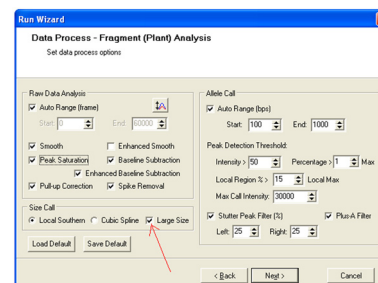 Run Wizard
Data Process - Fragment (Plant) Analysis
Set data process options
Raw Data Analysis
Auto Range (frame)
Start: 0 End: 60000
Smooth Enhanced Smooth
Peak Saturation Baseline Subtraction
Enhanced Baseline Subtraction
Pull-up Correction Spike Removal
Size Call
Local Southern Cubic Spline Large Size
Load Default Save Default
Allele Call
Auto Range (bps)
Start: 100 End: 1000
Peak Detection Threshold:
Intensity > 50 Percentage > 1 Max
Local Region % > 15 Local Max
Max Call Intensity: 30000
Stutter Peak Filter (%) Plus-A Filter
Left: 25 Right: 25
< Back Next > Cancel